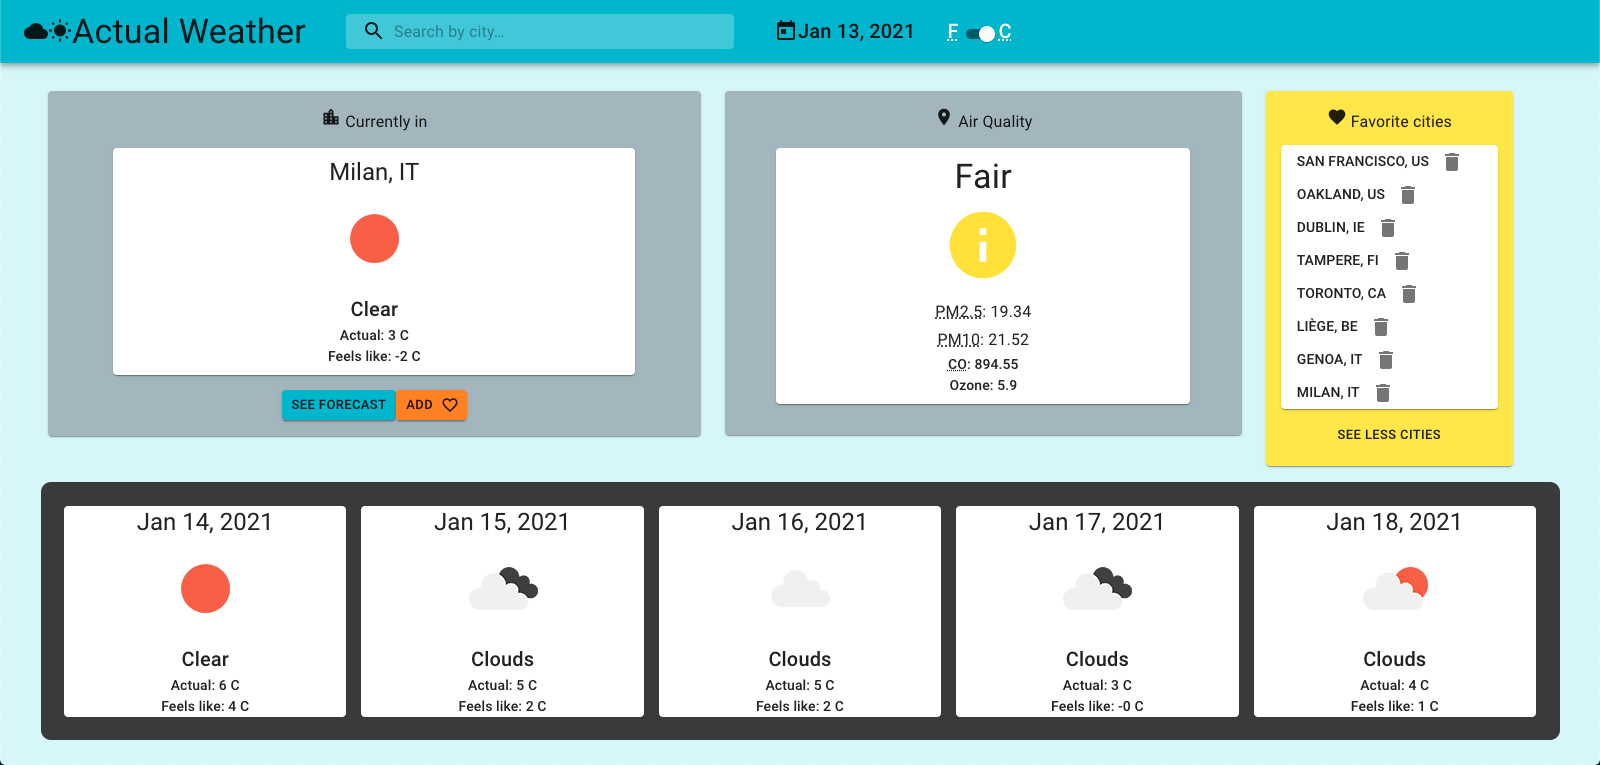 Actual Weather
Search by city...
Jan 13, 2021
F C
Currently in
Milan, IT
Clear
Actual: 3 C
Feels like: -2 C
SEE FORECAST
ADD
Air Quality
Fair
i
PM2.5: 19.34
PM10: 21.52
CO: 894.55
Ozone: 5.9
Favorite cities
SAN FRANCISCO, US
OAKLAND, US
DUBLIN, IE
TAMPERE, FI
TORONTO, CA
LIÈGE, BE
GENOA, IT
MILAN, IT
SEE LESS CITIES
Jan 14, 2021
Clear
Actual: 6 C
Feels like: 4 C
Jan 15, 2021
Clouds
Actual: 5 C
Feels like: 2 C
Jan 16, 2021
Clouds
Actual: 5 C
Feels like: 2 C
Jan 17, 2021
Clouds
Actual: 3 C
Feels like: -0 C
Jan 18, 2021
Clouds
Actual: 4 C
Feels like: 1 C